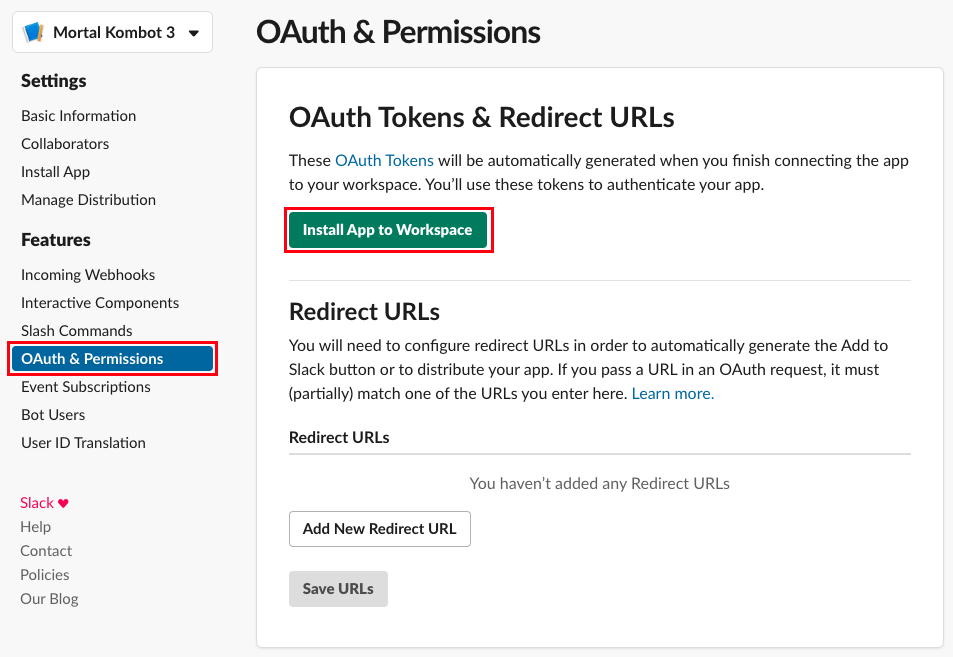 Mortal Kombot 3
Settings
Basic Information
Collaborators
Install App
Manage Distribution
Features
Incoming Webhooks
Interactive Components
Slash Commands
OAuth & Permissions
Event Subscriptions
Bot Users
User ID Translation
Slack ♥
Help
Contact
Policies
Our Blog
OAuth & Permissions
OAuth Tokens & Redirect URLs
These OAuth Tokens will be automatically generated when you finish connecting the app
to your workspace. You’ll use these tokens to authenticate your app.
Install App to Workspace
Redirect URLs
You will need to configure redirect URLs in order to automatically generate the Add to
Slack button or to distribute your app. If you pass a URL in an OAuth request, it must
(partially) match one of the URLs you enter here. Learn more.
Redirect URLs
You haven’t added any Redirect URLs
Add New Redirect URL
Save URLs